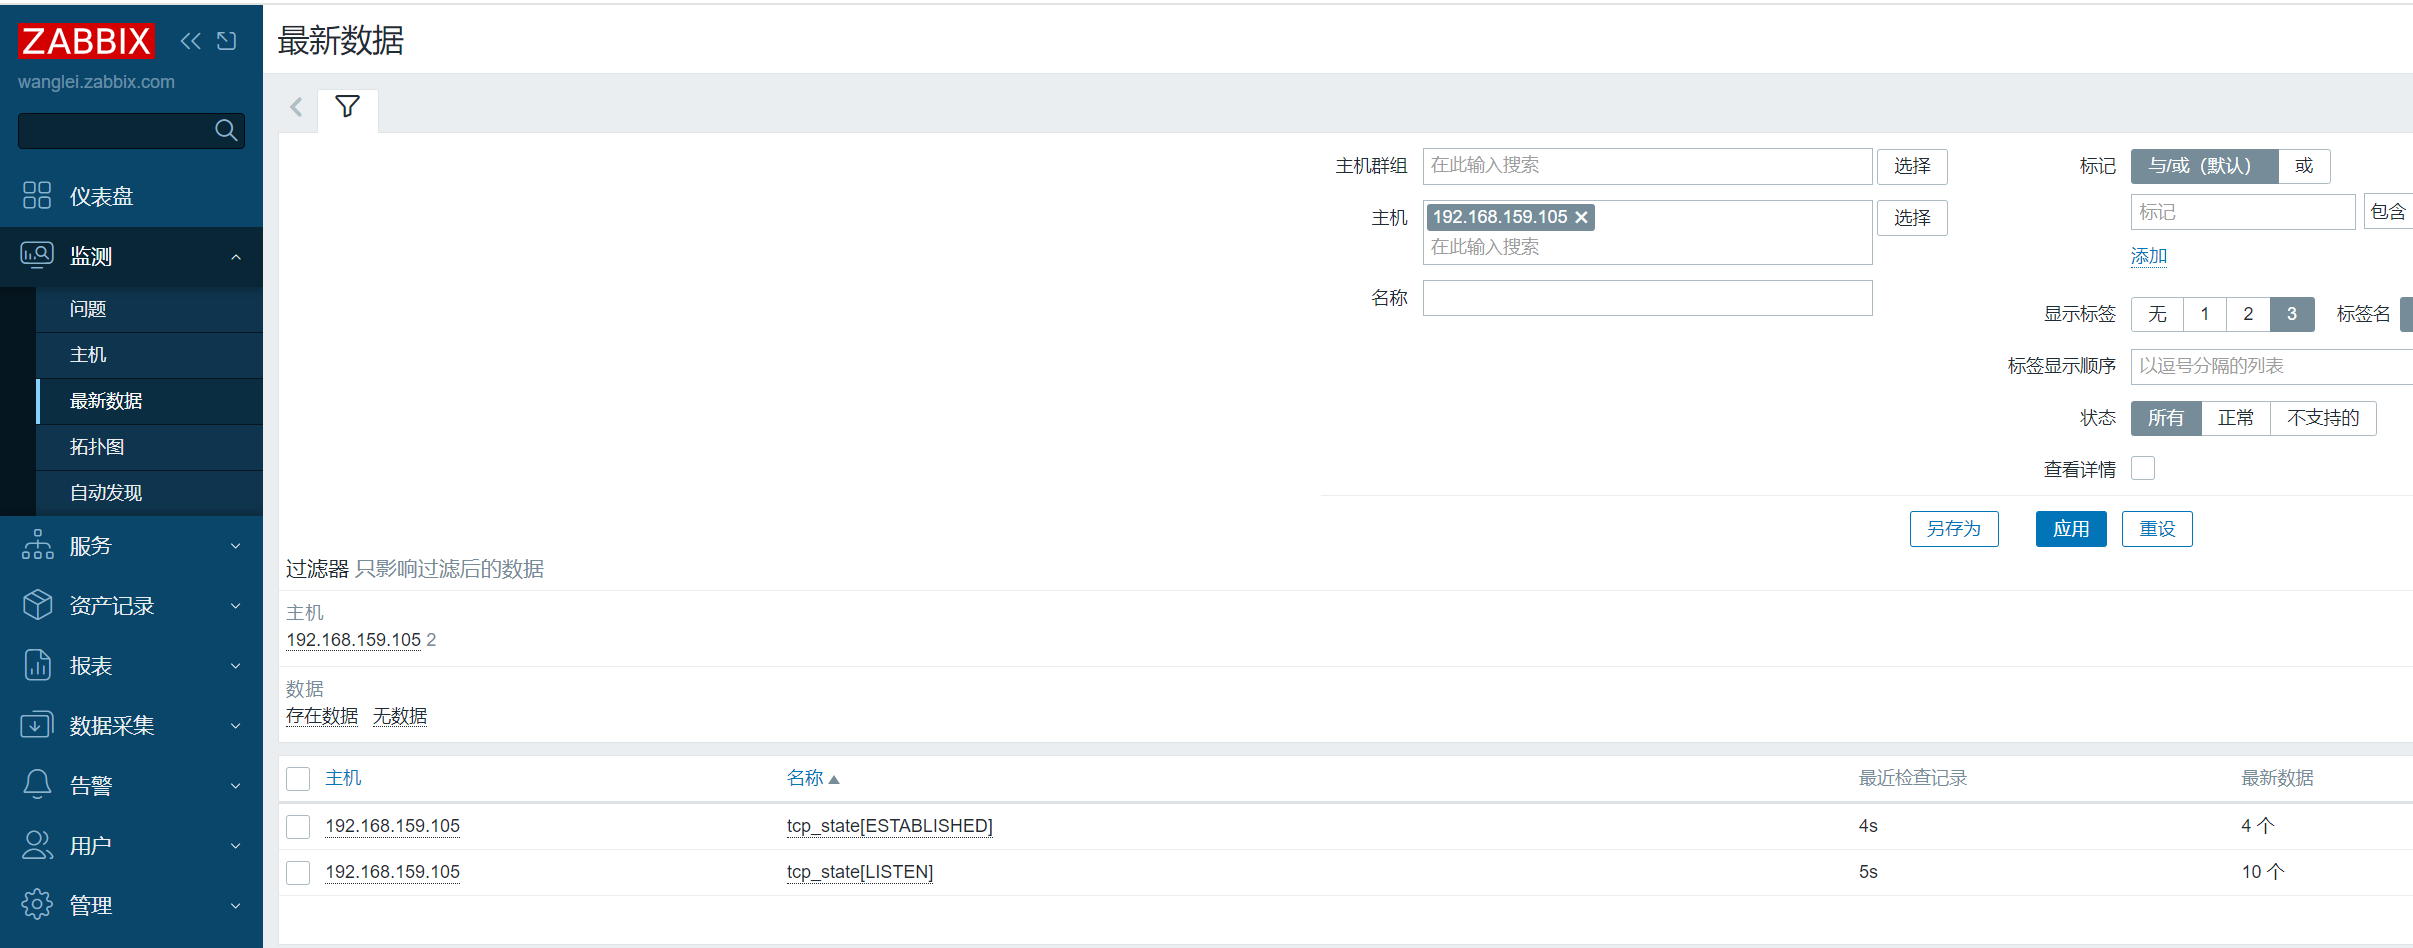 ZABBIX
wanglei.zabbix.com
仪表盘
监测
问题
主机
最新数据
拓扑图
自动发现
服务
资产记录
报表
数据采集
告警
用户
管理
最新数据
主机群组 在此输入搜索 选择
主机 192.168.159.105 选择
在此输入搜索
名称
标记 与/或（默认） 或
标记 包含
添加
显示标签 无 1 2 3 标签名
标签显示顺序 以逗号分隔的列表
状态 所有 正常 不支持的
查看详情
另存为 应用 重设
过滤器 只影响过滤后的数据
主机
192.168.159.105 2
数据
存在数据 无数据
主机 名称 最近检查记录 最新数据
192.168.159.105 tcp_state[ESTABLISHED] 4s 4 个
192.168.159.105 tcp_state[LISTEN] 5s 10 个